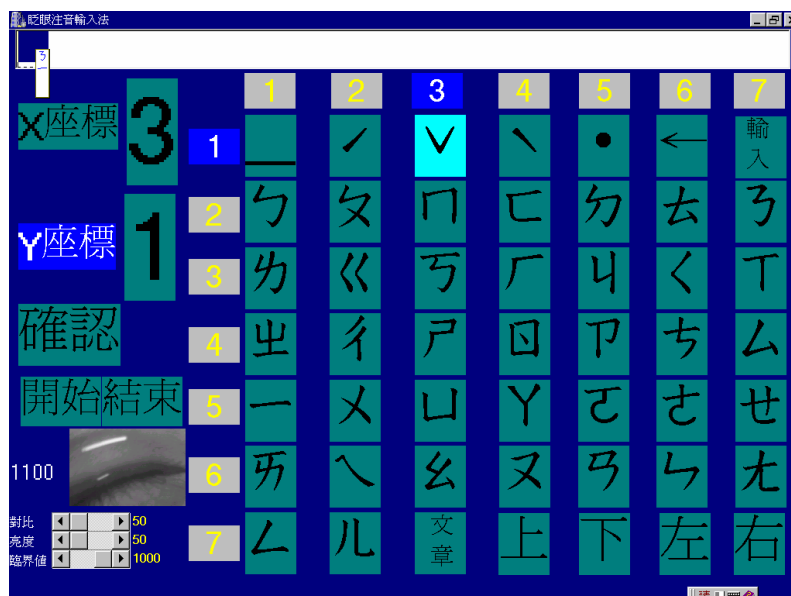 眨眼注音輸入法
ㄋ
ㄧ
1 2 3 4 5 6 7
X座標 3
1 ˉ ˊ ˇ ˋ ˙ ← 輸入
Y座標 1
2 ㄅ ㄆ ㄇ ㄈ ㄉ ㄊ ㄋ
3 ㄌ ㄍ ㄎ ㄏ ㄐ ㄑ ㄒ
確認
4 ㄓ ㄔ ㄕ ㄖ ㄗ ㄘ ㄙ
開始結束
5 ㄧ ㄨ ㄩ ㄚ ㄛ ㄜ ㄝ
1100
6 ㄞ ㄟ ㄠ ㄡ ㄢ ㄣ ㄤ
對比 50
亮度 50
臨界値 1000
7 ㄥ ㄦ 文章 上 下 左 右